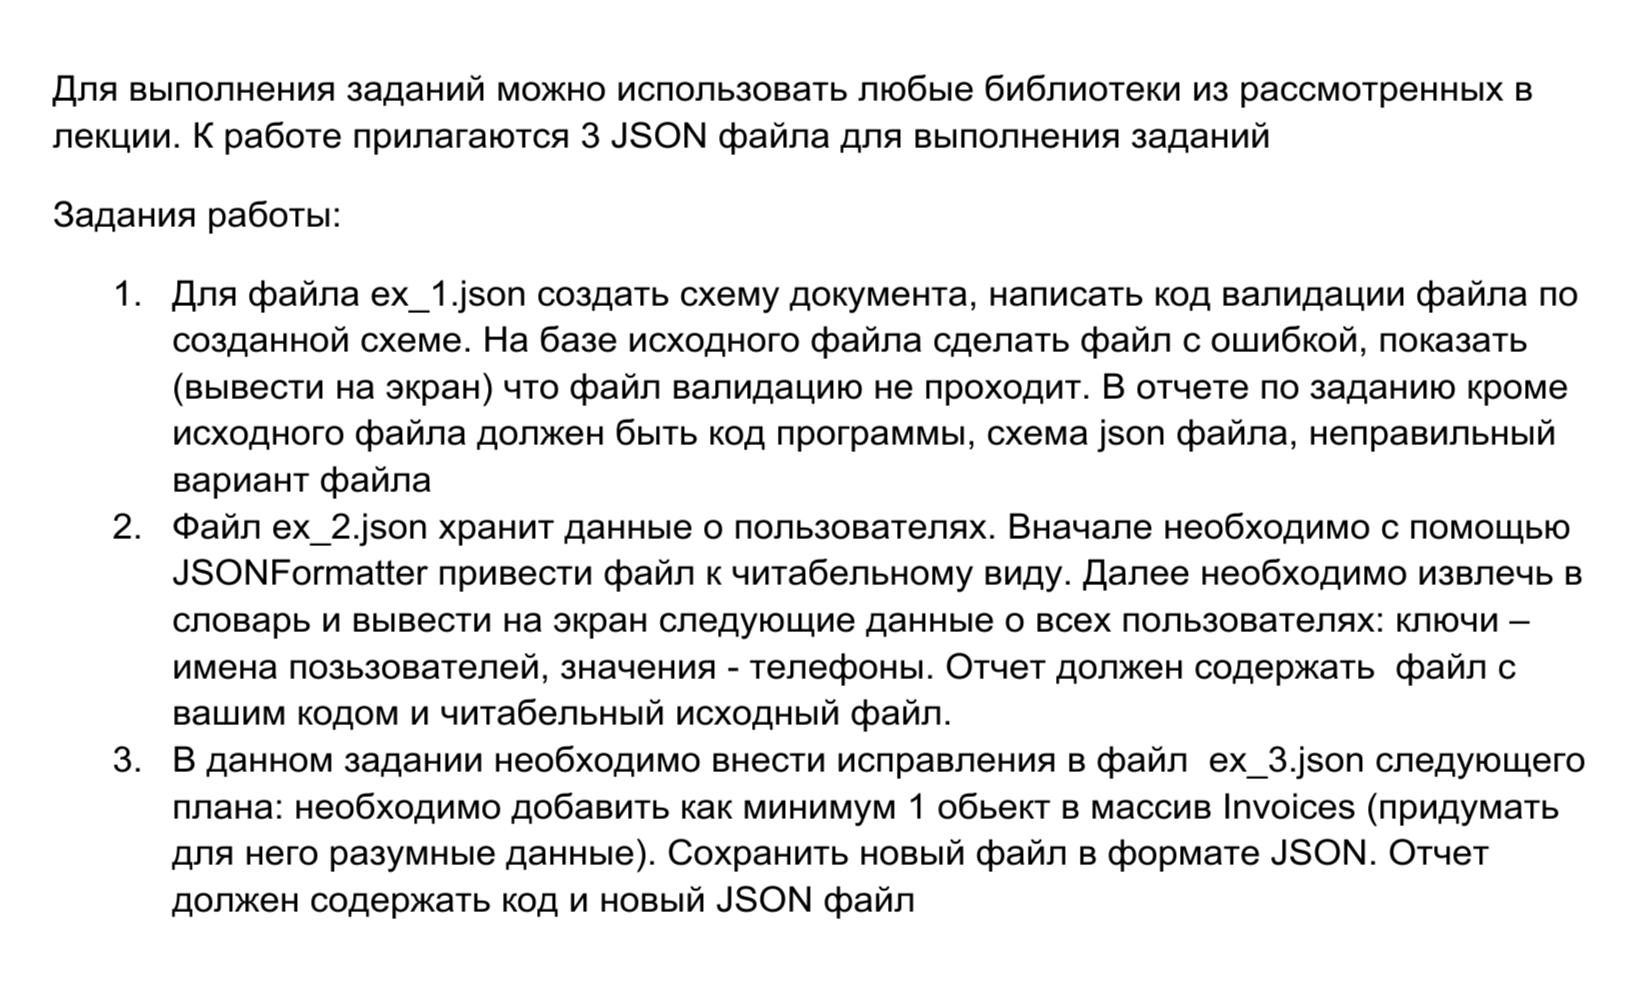 Для выполнения заданий можно использовать любые библиотеки из рассмотренных в
лекции. К работе прилагаются 3 JSON файла для выполнения заданий
Задания работы:
1. Для файла ex_1.json создать схему документа, написать код валидации файла по
созданной схеме. На базе исходного файла сделать файл с ошибкой, показать
(вывести на экран) что файл валидацию не проходит. В отчете по заданию кроме
исходного файла должен быть код программы, схема json файла, неправильный
вариант файла
2. Файл ex_2.json хранит данные о пользователях. Вначале необходимо с помощью
JSONFormatter привести файл к читабельному виду. Далее необходимо извлечь в
словарь и вывести на экран следующие данные о всех пользователях: ключи –
имена позьзователей, значения - телефоны. Отчет должен содержать  файл с
вашим кодом и читабельный исходный файл.
3. В данном задании необходимо внести исправления в файл  ex_3.json следующего
плана: необходимо добавить как минимум 1 обьект в массив Invoices (придумать
для него разумные данные). Сохранить новый файл в формате JSON. Отчет
должен содержать код и новый JSON файл